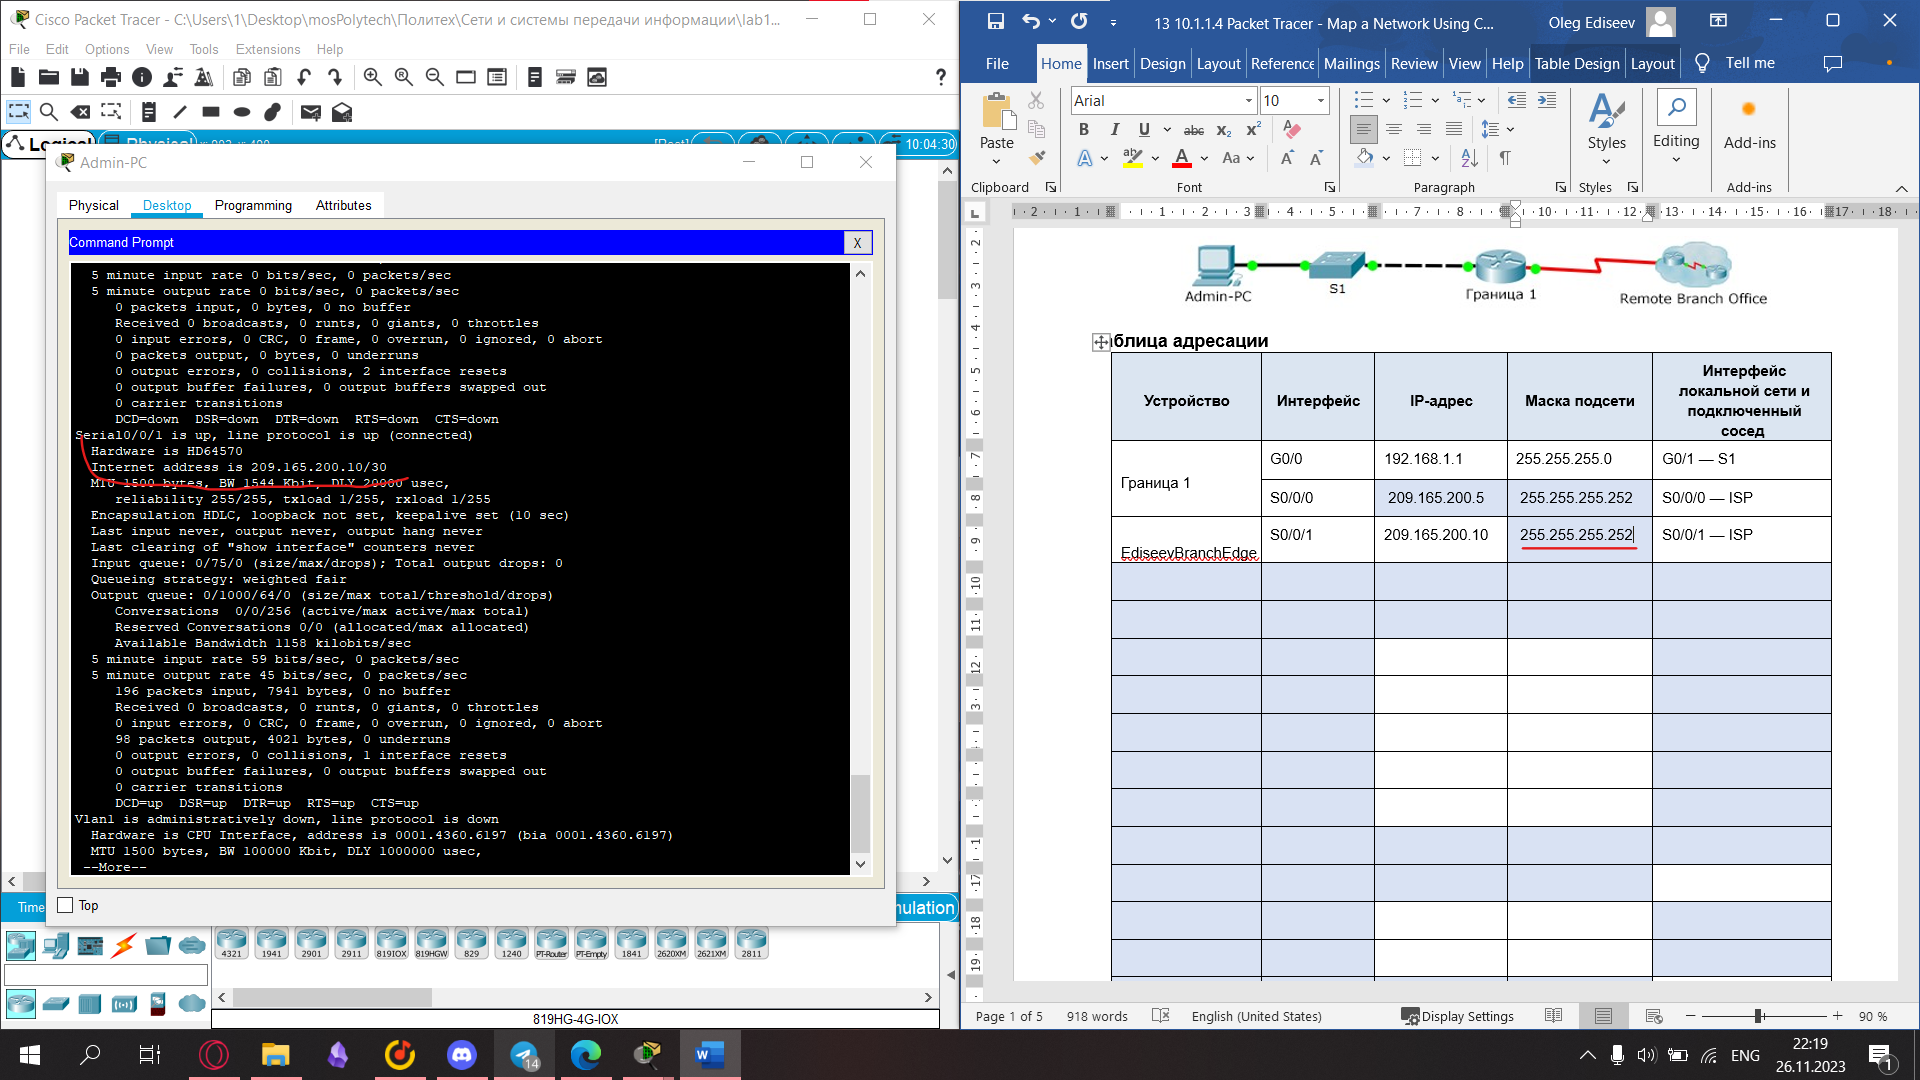 Cisco Packet Tracer - C:\Users\1\Desktop\mosPolytech\Политех\Сети и системы передачи информации\lab1...
File Edit Options View Tools Extensions Help
10:04:30
Admin-PC
Physical Desktop Programming Attributes
Command Prompt
X
5 minute input rate 0 bits/sec, 0 packets/sec
5 minute output rate 0 bits/sec, 0 packets/sec
0 packets input, 0 bytes, 0 no buffer
Received 0 broadcasts, 0 runts, 0 giants, 0 throttles
0 input errors, 0 CRC, 0 frame, 0 overrun, 0 ignored, 0 abort
0 packets output, 0 bytes, 0 underruns
0 output errors, 0 collisions, 2 interface resets
0 output buffer failures, 0 output buffers swapped out
0 carrier transitions
DCD=down DSR=down DTR=down RTS=down CTS=down
Serial0/0/1 is up, line protocol is up (connected)
Hardware is HD64570
Internet address is 209.165.200.10/30
MTU 1500 bytes, BW 1544 Kbit, DLY 20000 usec,
reliability 255/255, txload 1/255, rxload 1/255
Encapsulation HDLC, loopback not set, keepalive set (10 sec)
Last input never, output never, output hang never
Last clearing of "show interface" counters never
Input queue: 0/75/0 (size/max/drops); Total output drops: 0
Queueing strategy: weighted fair
Output queue: 0/1000/64/0 (size/max total/threshold/drops)
Conversations 0/0/256 (active/max active/max total)
Reserved Conversations 0/0 (allocated/max allocated)
Available Bandwidth 1158 kilobits/sec
5 minute input rate 59 bits/sec, 0 packets/sec
5 minute output rate 45 bits/sec, 0 packets/sec
196 packets input, 7941 bytes, 0 no buffer
Received 0 broadcasts, 0 runts, 0 giants, 0 throttles
0 input errors, 0 CRC, 0 frame, 0 overrun, 0 ignored, 0 abort
98 packets output, 4021 bytes, 0 underruns
0 output errors, 0 collisions, 1 interface resets
0 output buffer failures, 0 output buffers swapped out
0 carrier transitions
DCD=up DSR=up DTR=up RTS=up CTS=up
Vlan1 is administratively down, line protocol is down
Hardware is CPU Interface, address is 0001.4360.6197 (bia 0001.4360.6197)
MTU 1500 bytes, BW 100000 Kbit, DLY 1000000 usec,
--More--
Top
Time
nulation
4321 1941 2901 2911 819IOX 819HGW 829 1240 PT-Router PT-Empty 1841 2620XM 2621XM 2811
819HG-4G-IOX
13 10.1.1.4 Packet Tracer - Map a Network Using C...
Oleg Ediseev
File Home Insert Design Layout Reference Mailings Review View Help Table Design Layout Tell me
Paste
Arial 10
Styles
Editing
Add-ins
Clipboard Font Paragraph Styles Add-ins
Admin-PC
S1
Граница 1
Remote Branch Office
блица адресации
Устройство
Интерфейс
IP-адрес
Маска подсети
Интерфейс локальной сети и подключенный сосед
Граница 1
G0/0 192.168.1.1 255.255.255.0 G0/1 — S1
S0/0/0 209.165.200.5 255.255.255.252 S0/0/0 — ISP
EdiseevBranchEdge
S0/0/1 209.165.200.10 255.255.255.252 S0/0/1 — ISP
Page 1 of 5 918 words English (United States) Display Settings 90 %
14
ENG
22:19
26.11.2023
1